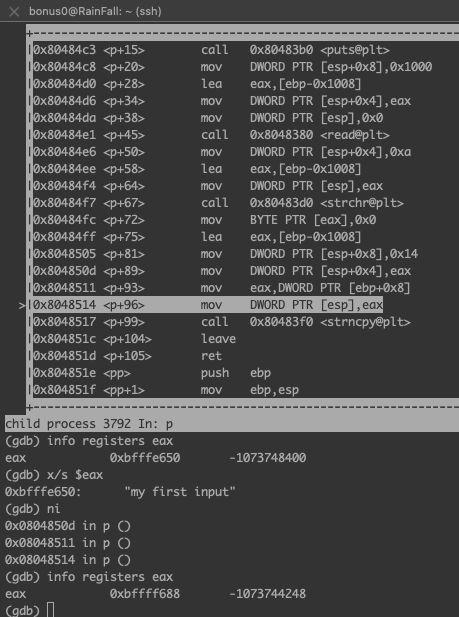 bonus0@RainFall: ~ (ssh)
+---------------------------------------------------------------
|0x80484c3 <p+15> call 0x80483b0 <puts@plt>
|0x80484c8 <p+20> mov DWORD PTR [esp+0x8],0x1000
|0x80484d0 <p+28> lea eax,[ebp-0x1008]
|0x80484d6 <p+34> mov DWORD PTR [esp+0x4],eax
|0x80484da <p+38> mov DWORD PTR [esp],0x0
|0x80484e1 <p+45> call 0x8048380 <read@plt>
|0x80484e6 <p+50> mov DWORD PTR [esp+0x4],0xa
|0x80484ee <p+58> lea eax,[ebp-0x1008]
|0x80484f4 <p+64> mov DWORD PTR [esp],eax
|0x80484f7 <p+67> call 0x80483d0 <strchr@plt>
|0x80484fc <p+72> mov BYTE PTR [eax],0x0
|0x80484ff <p+75> lea eax,[ebp-0x1008]
|0x8048505 <p+81> mov DWORD PTR [esp+0x8],0x14
|0x804850d <p+89> mov DWORD PTR [esp+0x4],eax
|0x8048511 <p+93> mov eax,DWORD PTR [ebp+0x8]
>|0x8048514 <p+96> mov DWORD PTR [esp],eax
|0x8048517 <p+99> call 0x80483f0 <strncpy@plt>
|0x804851c <p+104> leave
|0x804851d <p+105> ret
|0x804851e <pp> push ebp
|0x804851f <pp+1> mov ebp,esp
+---------------------------------------------------------------
child process 3792 In: p
(gdb) info registers eax
eax 0xbfffe650 -1073748400
(gdb) x/s $eax
0xbfffe650: "my first input"
(gdb) ni
0x0804850d in p ()
0x08048511 in p ()
0x08048514 in p ()
(gdb) info registers eax
eax 0xbffff688 -1073744248
(gdb)